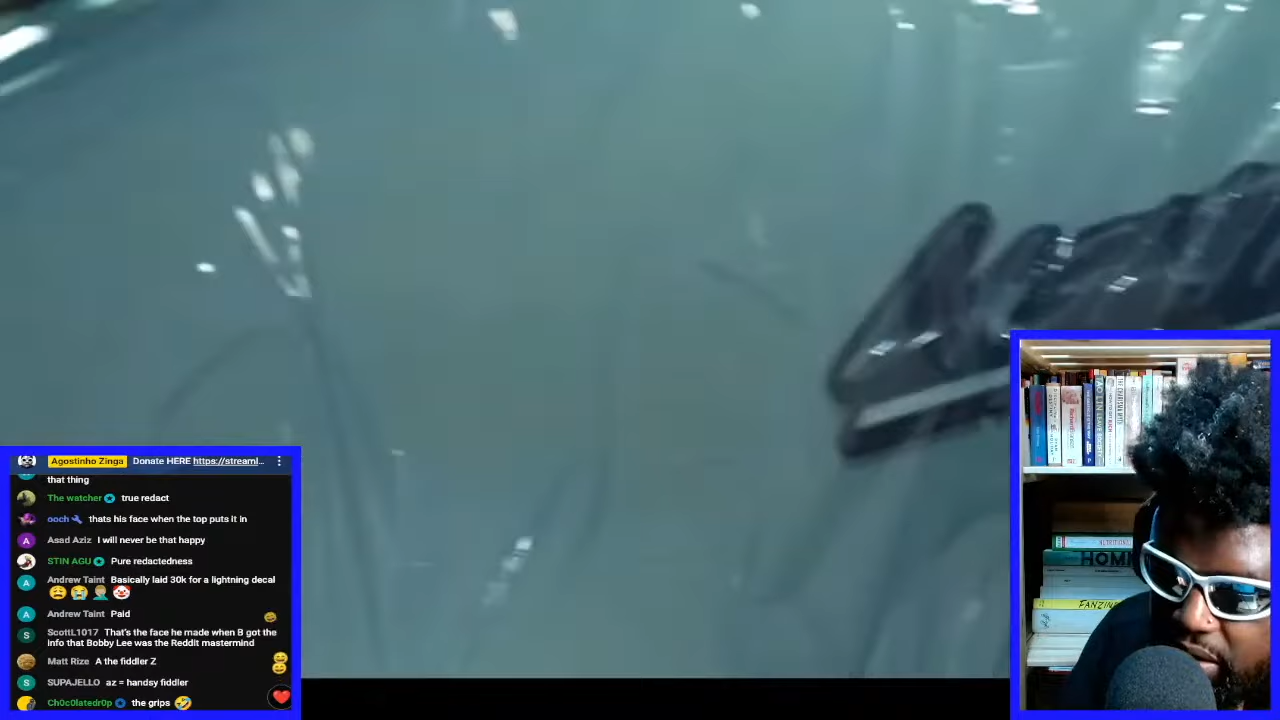 Agostinho Zinga Donate HERE https://streaml...
that thing
The watcher true redact
ooch thats his face when the top puts it in
Asad Aziz I will never be that happy
STIN AGU Pure redactedness
Andrew Taint Basically laid 30k for a lightning decal
Andrew Taint Paid
ScottL1017 That's the face he made when B got the
info that Bobby Lee was the Reddit mastermind
Matt Rize A the fiddler Z
SUPAJELLO az = handsy fiddler
Ch0c0latedr0p the grips
FANZINE